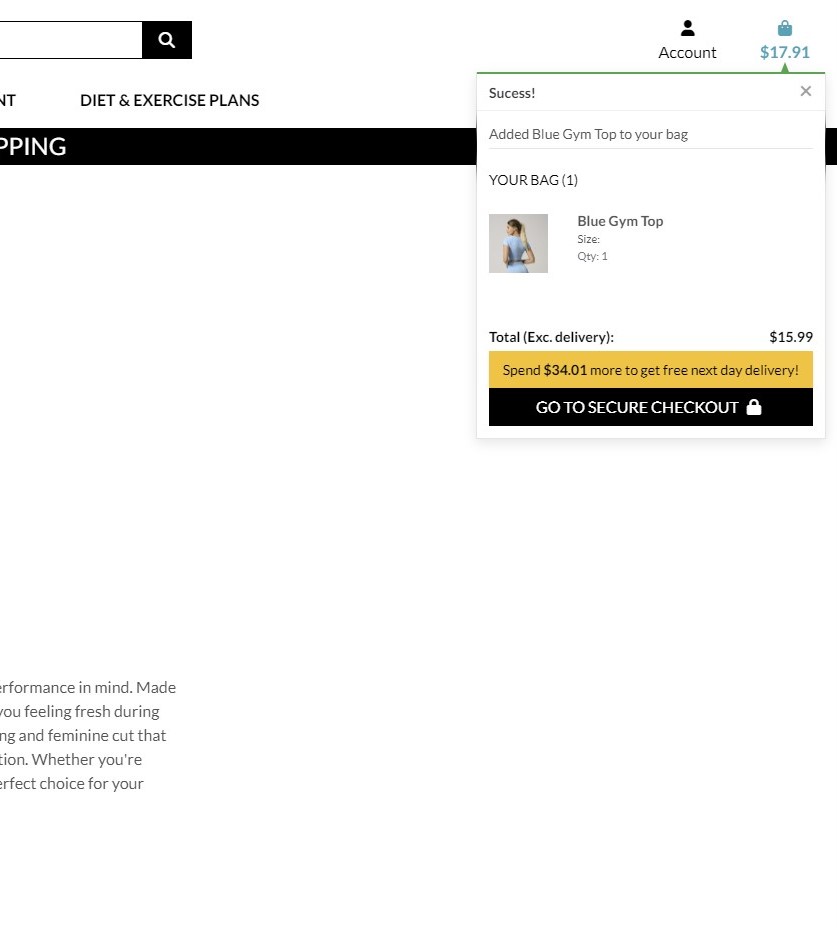 Account
$17.91
NT
DIET & EXERCISE PLANS
PPING
Sucess!
×
Added Blue Gym Top to your bag
YOUR BAG (1)
Blue Gym Top
Size:
Qty: 1
Total (Exc. delivery): $15.99
Spend $34.01 more to get free next day delivery!
GO TO SECURE CHECKOUT
erformance in mind. Made
you feeling fresh during
ng and feminine cut that
tion. Whether you're
erfect choice for your